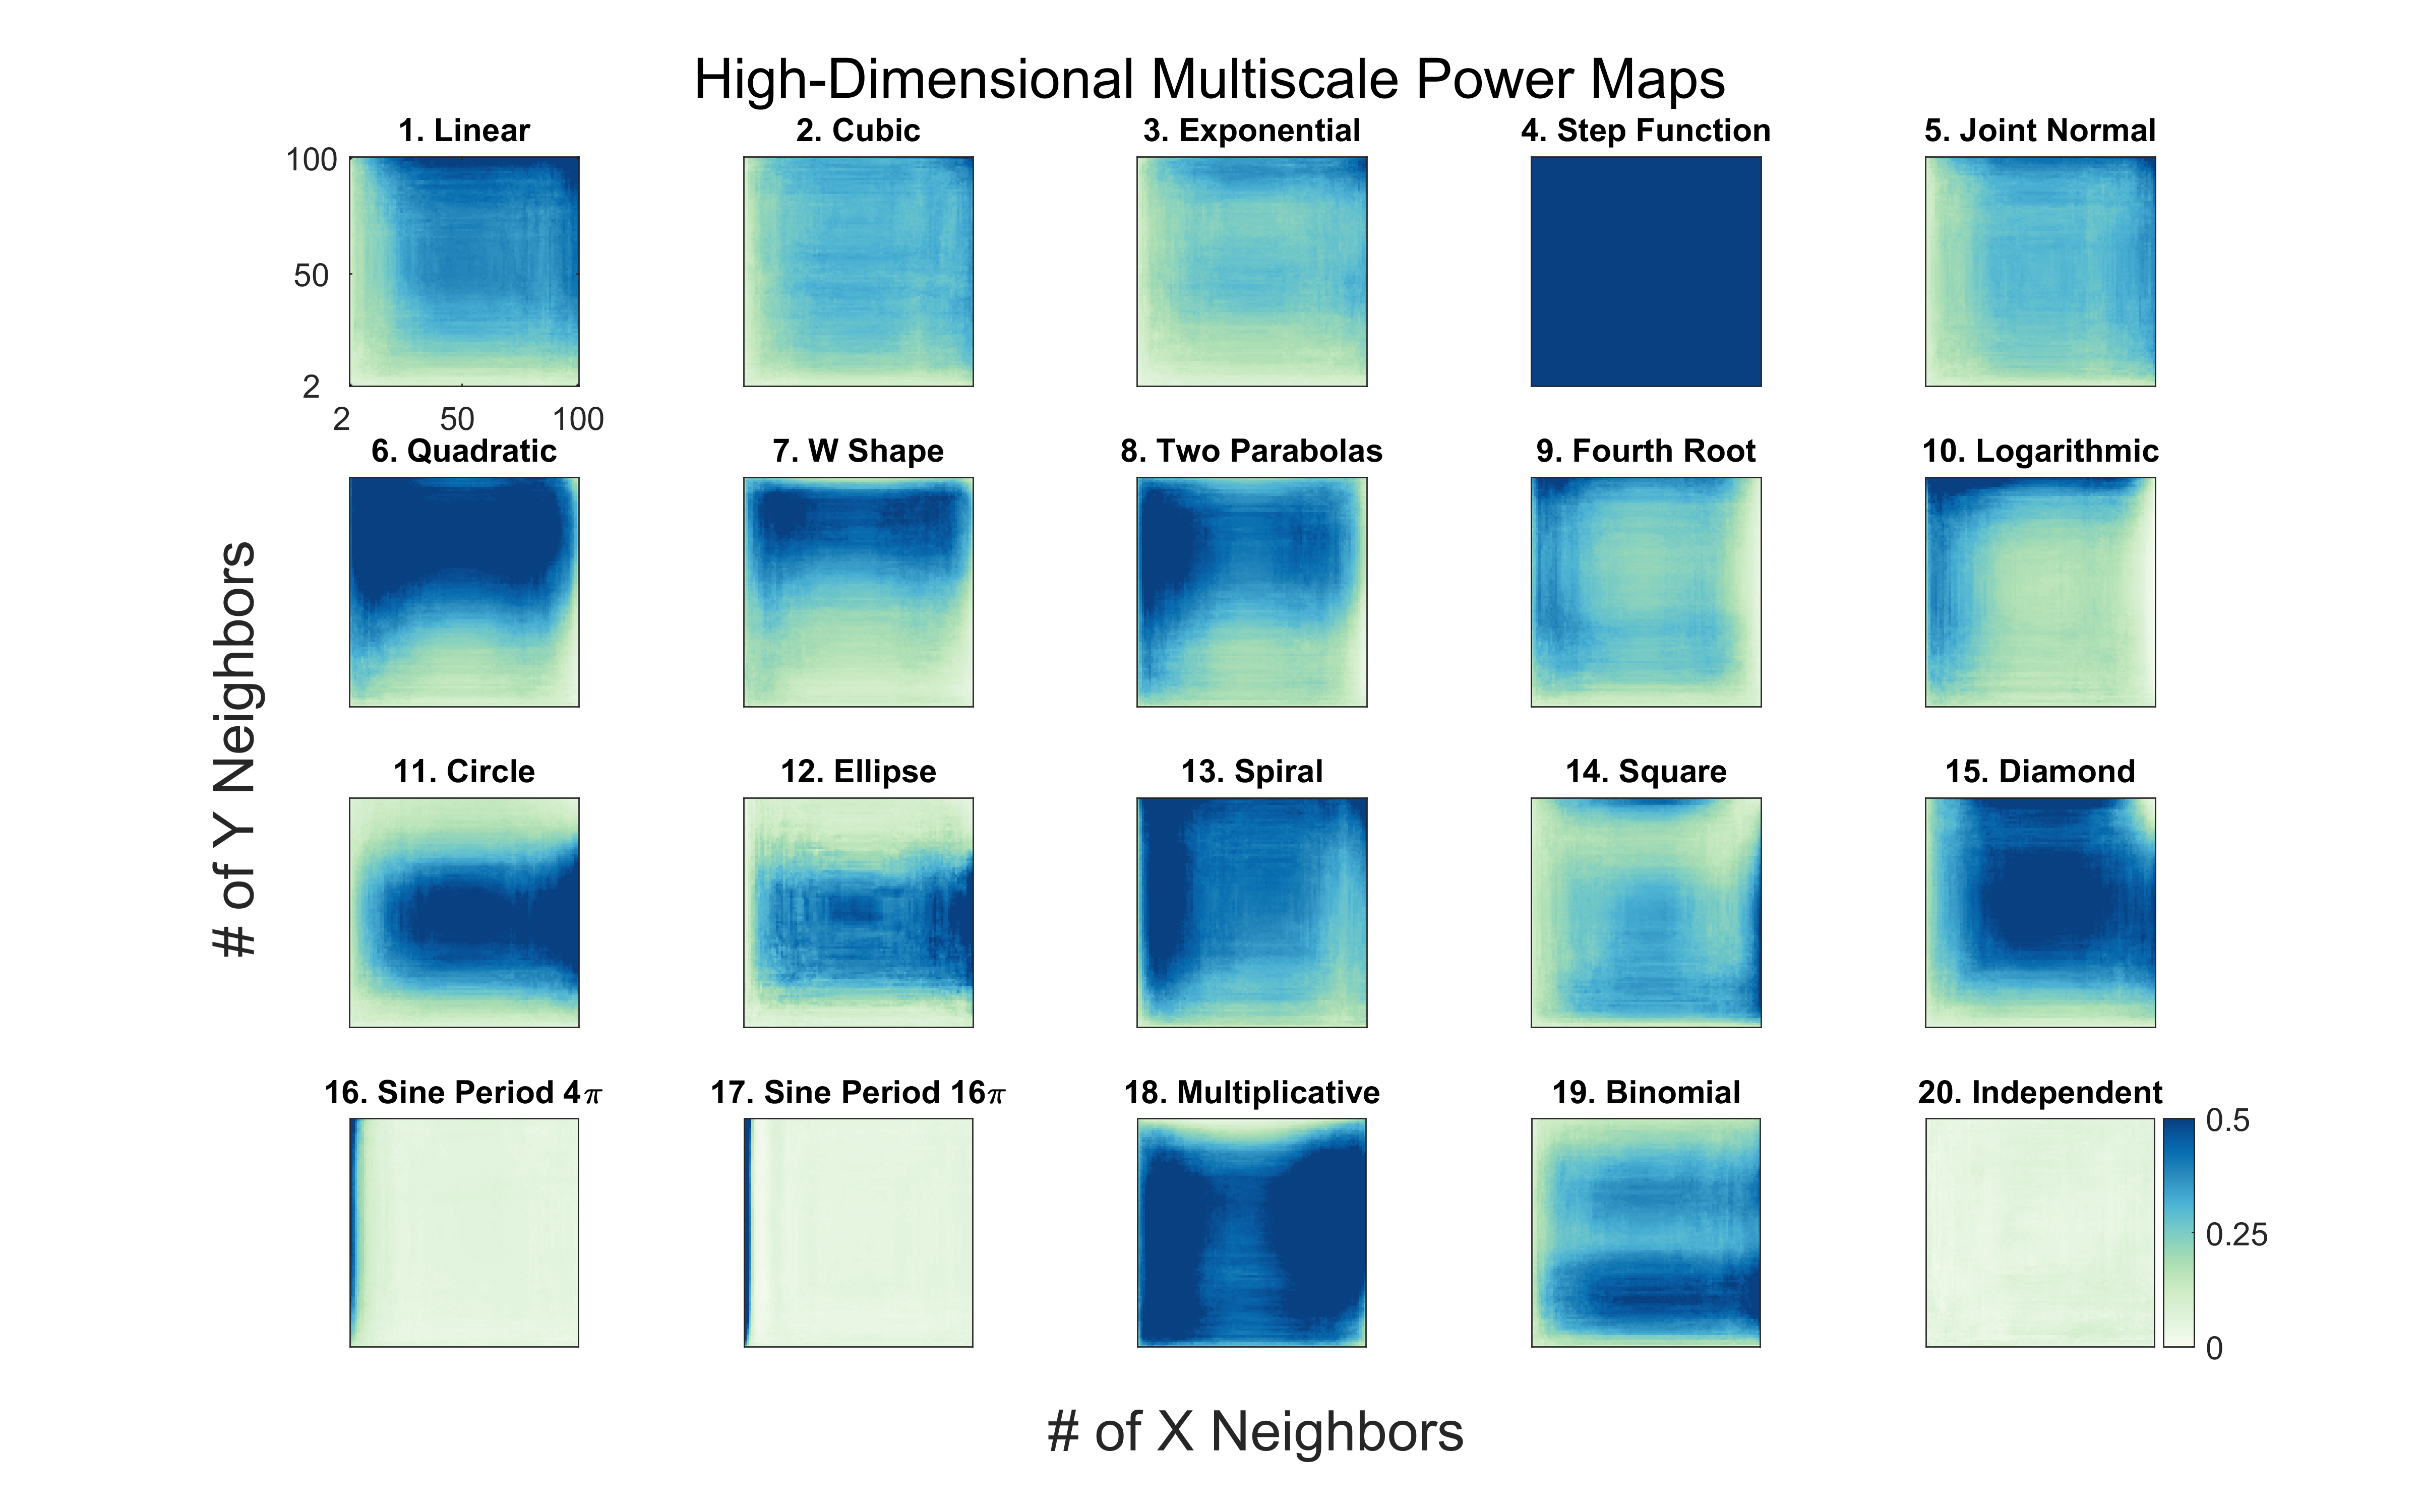 High-Dimensional Multiscale Power Maps
1. Linear
2. Cubic
3. Exponential
4. Step Function
5. Joint Normal
100
50
2
2
50
100
6. Quadratic
7. W Shape
8. Two Parabolas
9. Fourth Root
10. Logarithmic
# of Y Neighbors
11. Circle
12. Ellipse
13. Spiral
14. Square
15. Diamond
16. Sine Period 4π
17. Sine Period 16π
18. Multiplicative
19. Binomial
20. Independent
0.5
0.25
0
# of X Neighbors